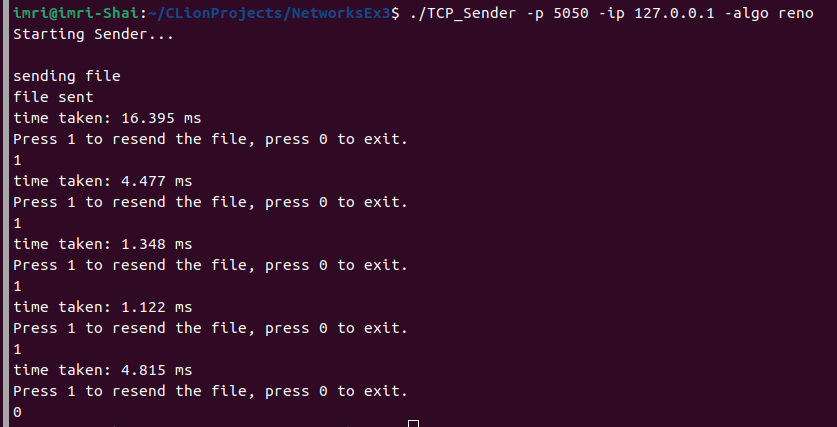 imri@imri-Shai:~/CLionProjects/NetworksEx3$ ./TCP_Sender -p 5050 -ip 127.0.0.1 -algo reno
Starting Sender...
sending file
file sent
time taken: 16.395 ms
Press 1 to resend the file, press 0 to exit.
1
time taken: 4.477 ms
Press 1 to resend the file, press 0 to exit.
1
time taken: 1.348 ms
Press 1 to resend the file, press 0 to exit.
1
time taken: 1.122 ms
Press 1 to resend the file, press 0 to exit.
1
time taken: 4.815 ms
Press 1 to resend the file, press 0 to exit.
0